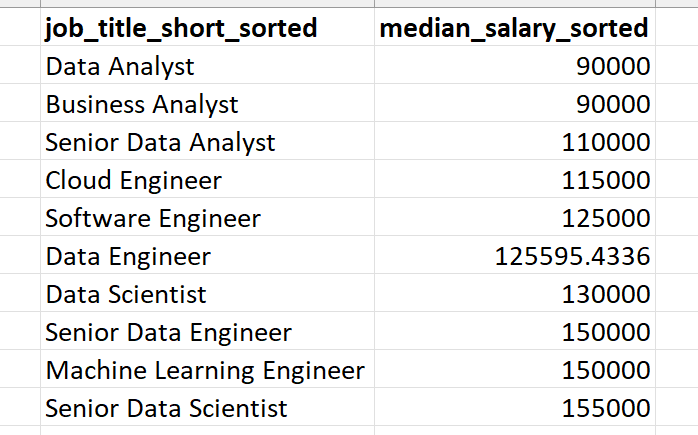 job_title_short_sorted median_salary_sorted
Data Analyst 90000
Business Analyst 90000
Senior Data Analyst 110000
Cloud Engineer 115000
Software Engineer 125000
Data Engineer 125595.4336
Data Scientist 130000
Senior Data Engineer 150000
Machine Learning Engineer 150000
Senior Data Scientist 155000